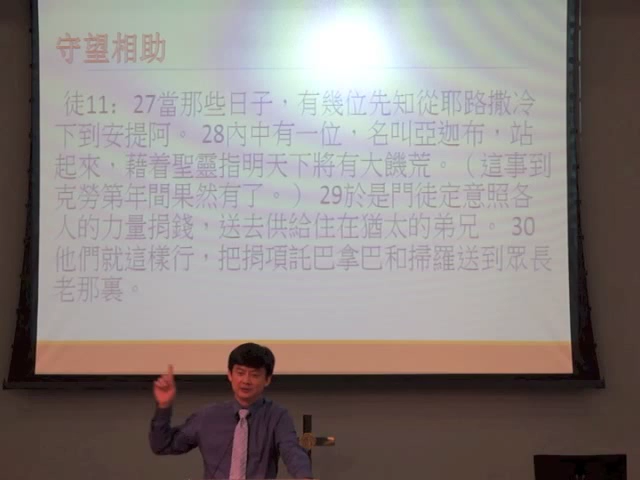 守望相助
徒11：27當那些日子，有幾位先知從耶路撒冷
下到安提阿。 28內中有一位，名叫亞迦布，站
起來，藉着聖靈指明天下將有大饑荒。（這事到
克勞第年間果然有了。） 29於是門徒定意照各
人的力量捐錢，送去供給住在猶太的弟兄。 30
他們就這樣行，把捐項託巴拿巴和掃羅送到眾長
老那裏。